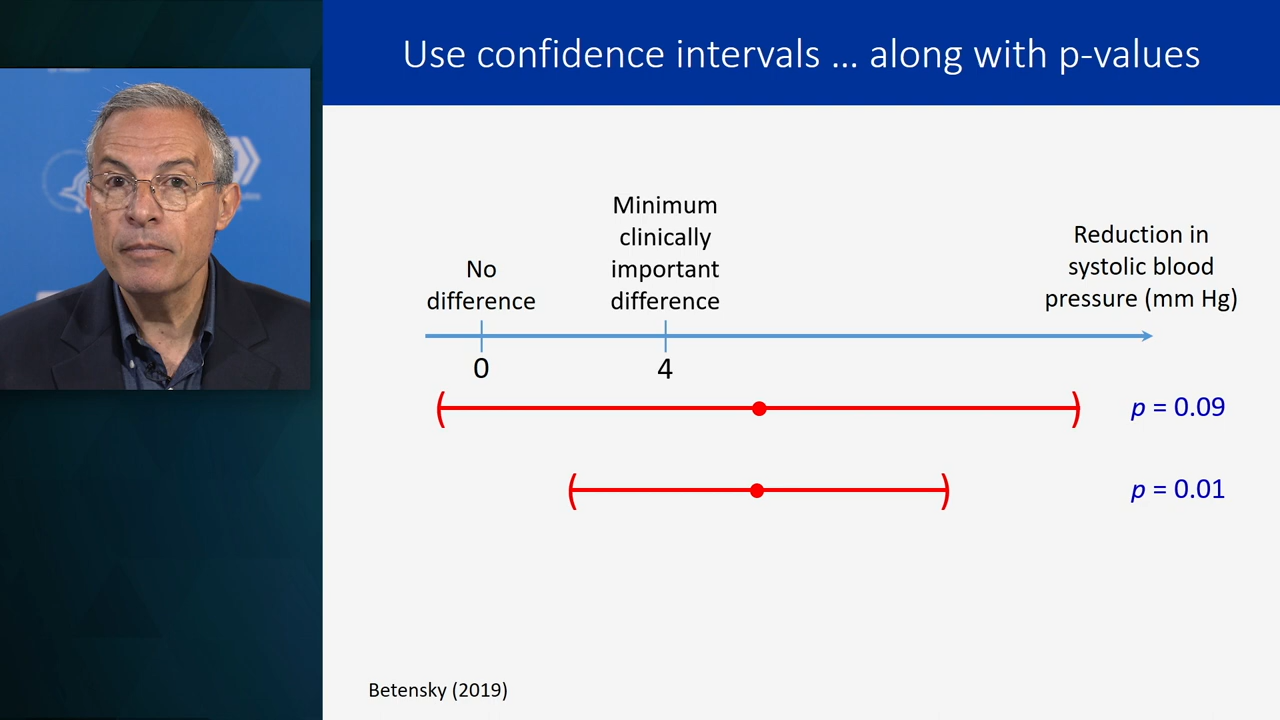 Use confidence intervals ... along with p-values
Minimum
clinically
important
difference
No
difference
Reduction in
systolic blood
pressure (mm Hg)
0
4
p = 0.09
p = 0.01
Betensky (2019)